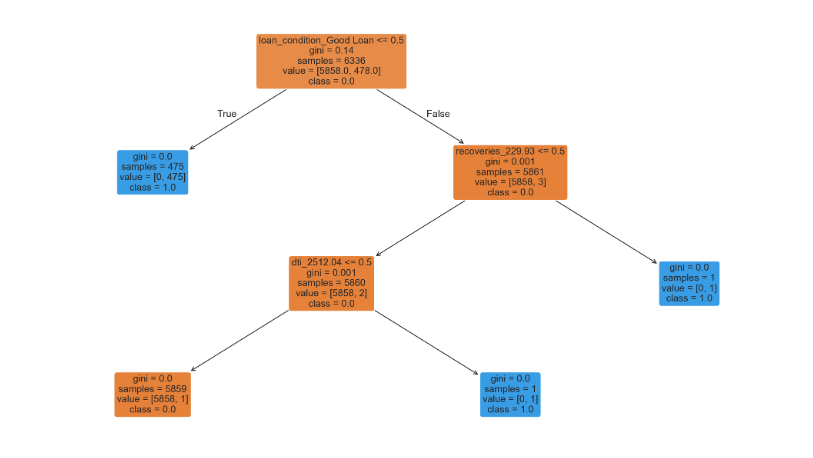 loan_condition_Good Loan <= 0.5
gini = 0.14
samples = 6336
value = [5858.0, 478.0]
class = 0.0
True
False
gini = 0.0
samples = 475
value = [0, 475]
class = 1.0
recoveries_229.93 <= 0.5
gini = 0.001
samples = 5861
value = [5858, 3]
class = 0.0
dti_2512.04 <= 0.5
gini = 0.001
samples = 5860
value = [5858, 2]
class = 0.0
gini = 0.0
samples = 1
value = [0, 1]
class = 1.0
gini = 0.0
samples = 5859
value = [5858, 1]
class = 0.0
gini = 0.0
samples = 1
value = [0, 1]
class = 1.0